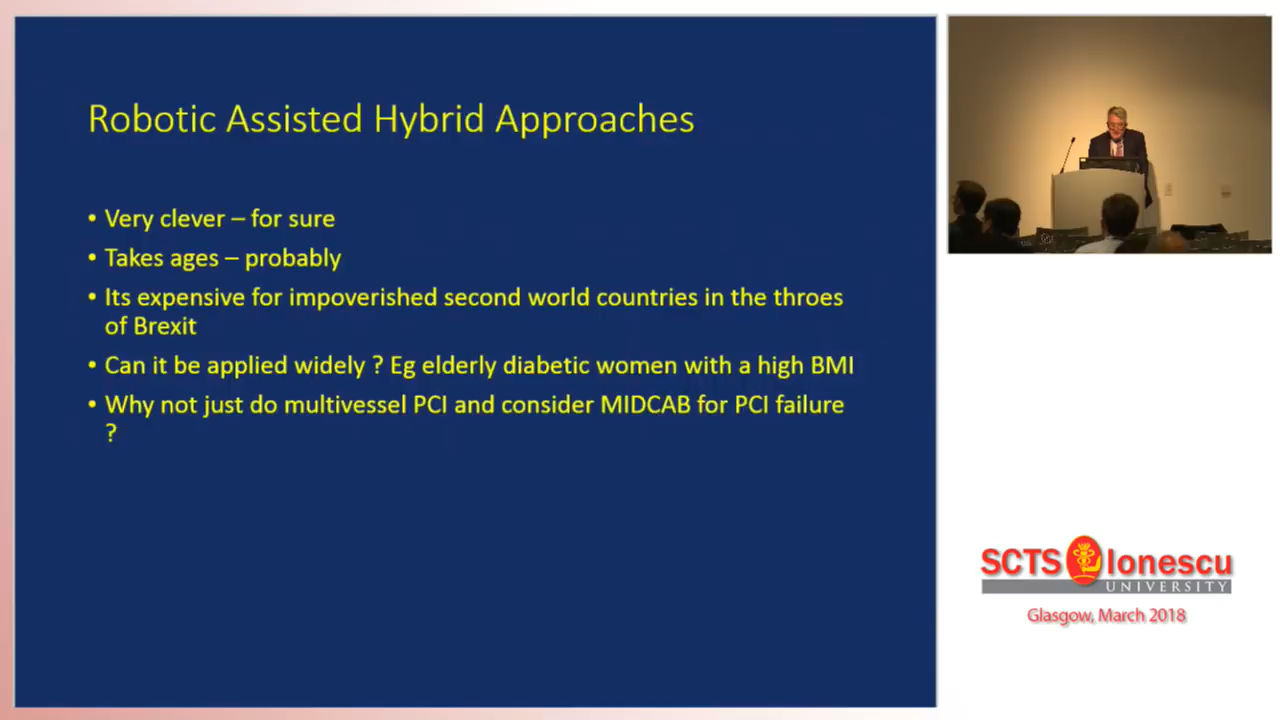 Robotic Assisted Hybrid Approaches
• Very clever – for sure
• Takes ages – probably
• Its expensive for impoverished second world countries in the throes
of Brexit
• Can it be applied widely ? Eg elderly diabetic women with a high BMI
• Why not just do multivessel PCI and consider MIDCAB for PCI failure
?
SCTS Ionescu
UNIVERSITY
Glasgow, March 2018